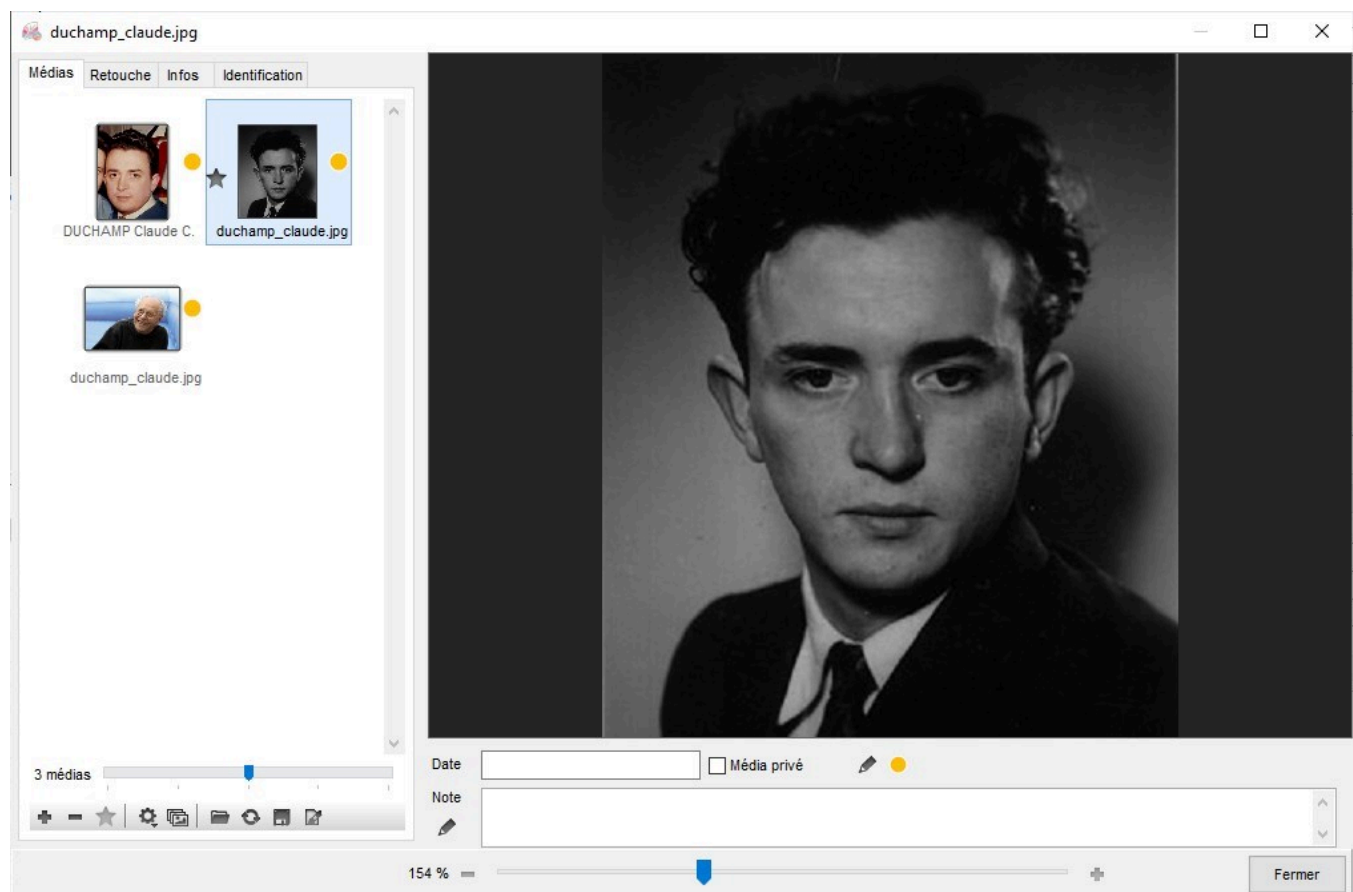 duchamp_claude.jpg
Médias Retouche Infos Identification
DUCHAMP Claude C. duchamp_claude.jpg
duchamp_claude.jpg
3 médias
Date Média privé
Note
154 % Fermer